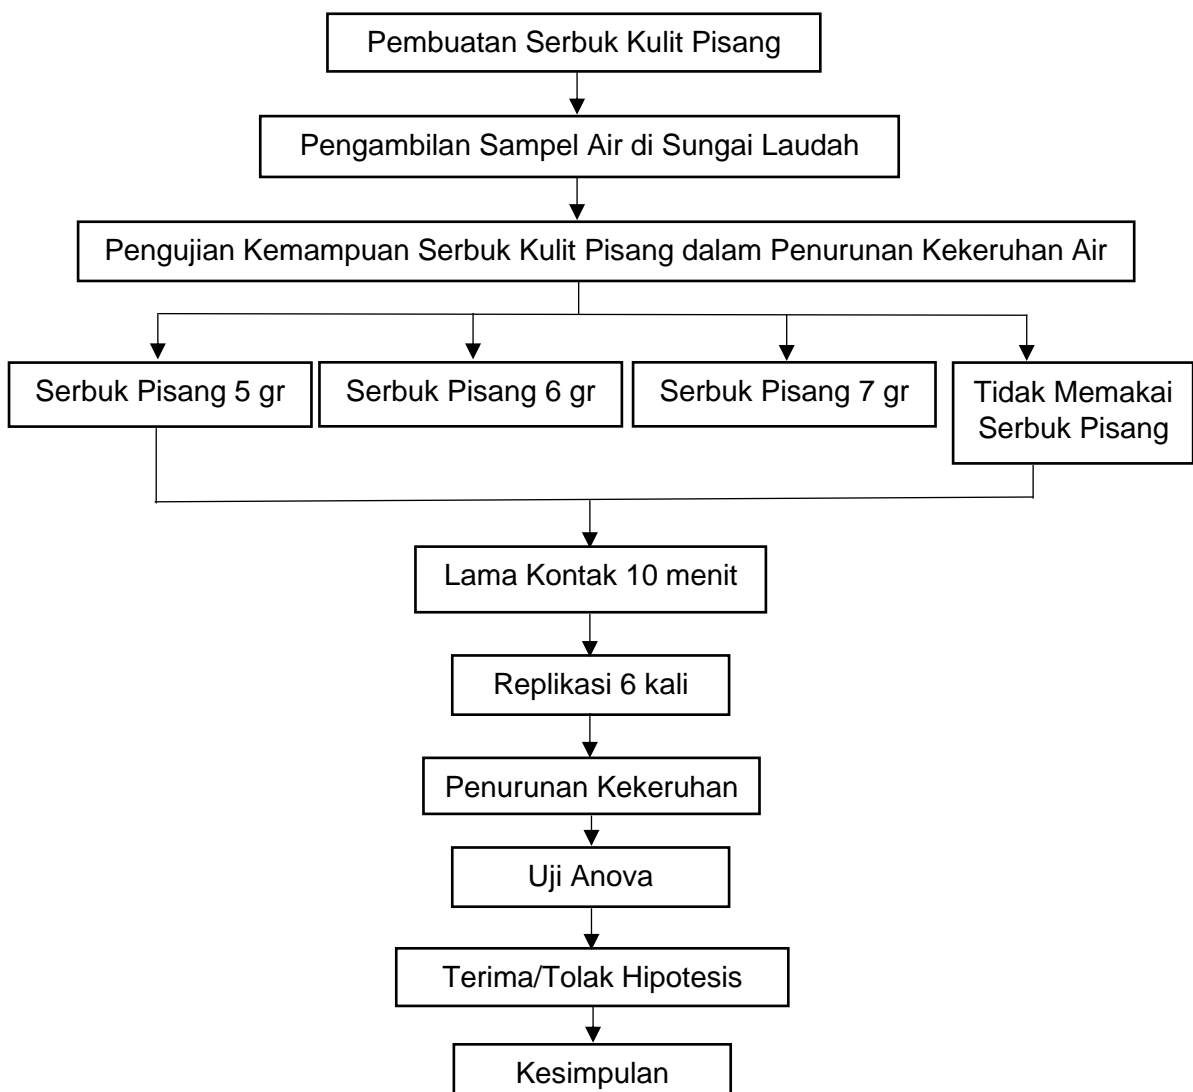 Pembuatan Serbuk Kulit Pisang
Pengambilan Sampel Air di Sungai Laudah
Pengujian Kemampuan Serbuk Kulit Pisang dalam Penurunan Kekeruhan Air
Serbuk Pisang 5 gr
Serbuk Pisang 6 gr
Serbuk Pisang 7 gr
Tidak Memakai
Serbuk Pisang
Lama Kontak 10 menit
Replikasi 6 kali
Penurunan Kekeruhan
Uji Anova
Terima/Tolak Hipotesis
Kesimpulan